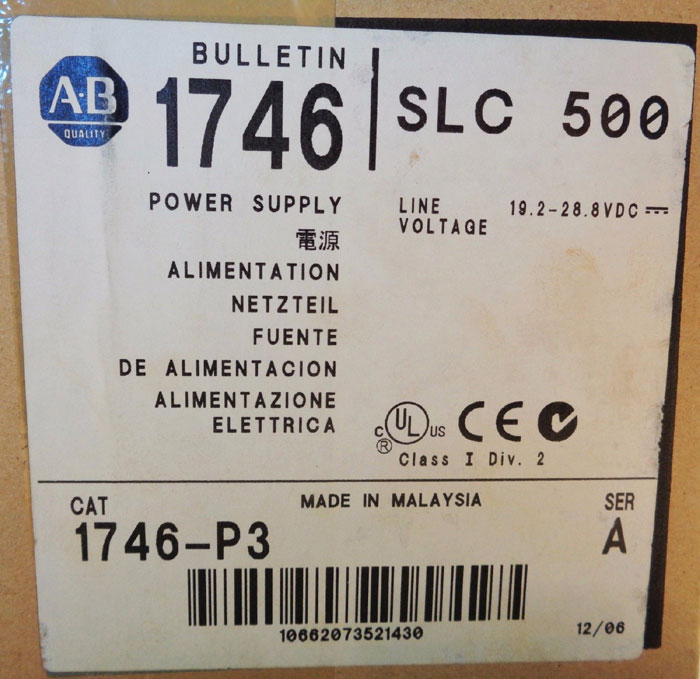 A·B
QUALITY
BULLETIN
1746
SLC 500
POWER SUPPLY
電源
ALIMENTATION
NETZTEIL
FUENTE
DE ALIMENTACION
ALIMENTAZIONE
ELETTRICA
LINE
VOLTAGE
19.2-28.8VDC
c UL US
®
CE
Class I Div. 2
CAT
1746-P3
MADE IN MALAYSIA
SER
A
10662073521430
12/06